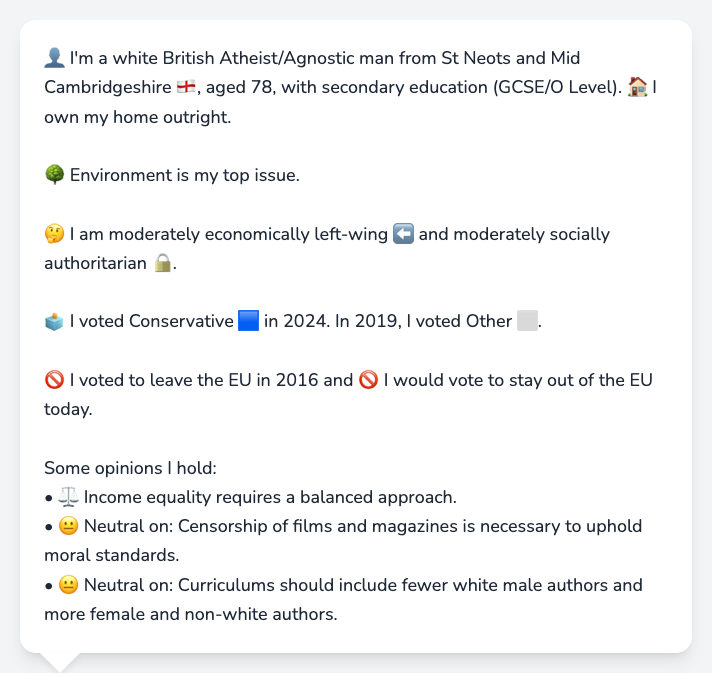 👤 I'm a white British Atheist/Agnostic man from St Neots and Mid
Cambridgeshire 🏴󠁧󠁢󠁥󠁮󠁧󠁿, aged 78, with secondary education (GCSE/O Level). 🏠 I
own my home outright.
🌳 Environment is my top issue.
🤔 I am moderately economically left-wing ⬅️ and moderately socially
authoritarian 🔒.
🗳️ I voted Conservative 🟦 in 2024. In 2019, I voted Other ⬜.
🚫 I voted to leave the EU in 2016 and 🚫 I would vote to stay out of the EU
today.
Some opinions I hold:
• ⚖️ Income equality requires a balanced approach.
• 😐 Neutral on: Censorship of films and magazines is necessary to uphold
moral standards.
• 😐 Neutral on: Curriculums should include fewer white male authors and
more female and non-white authors.